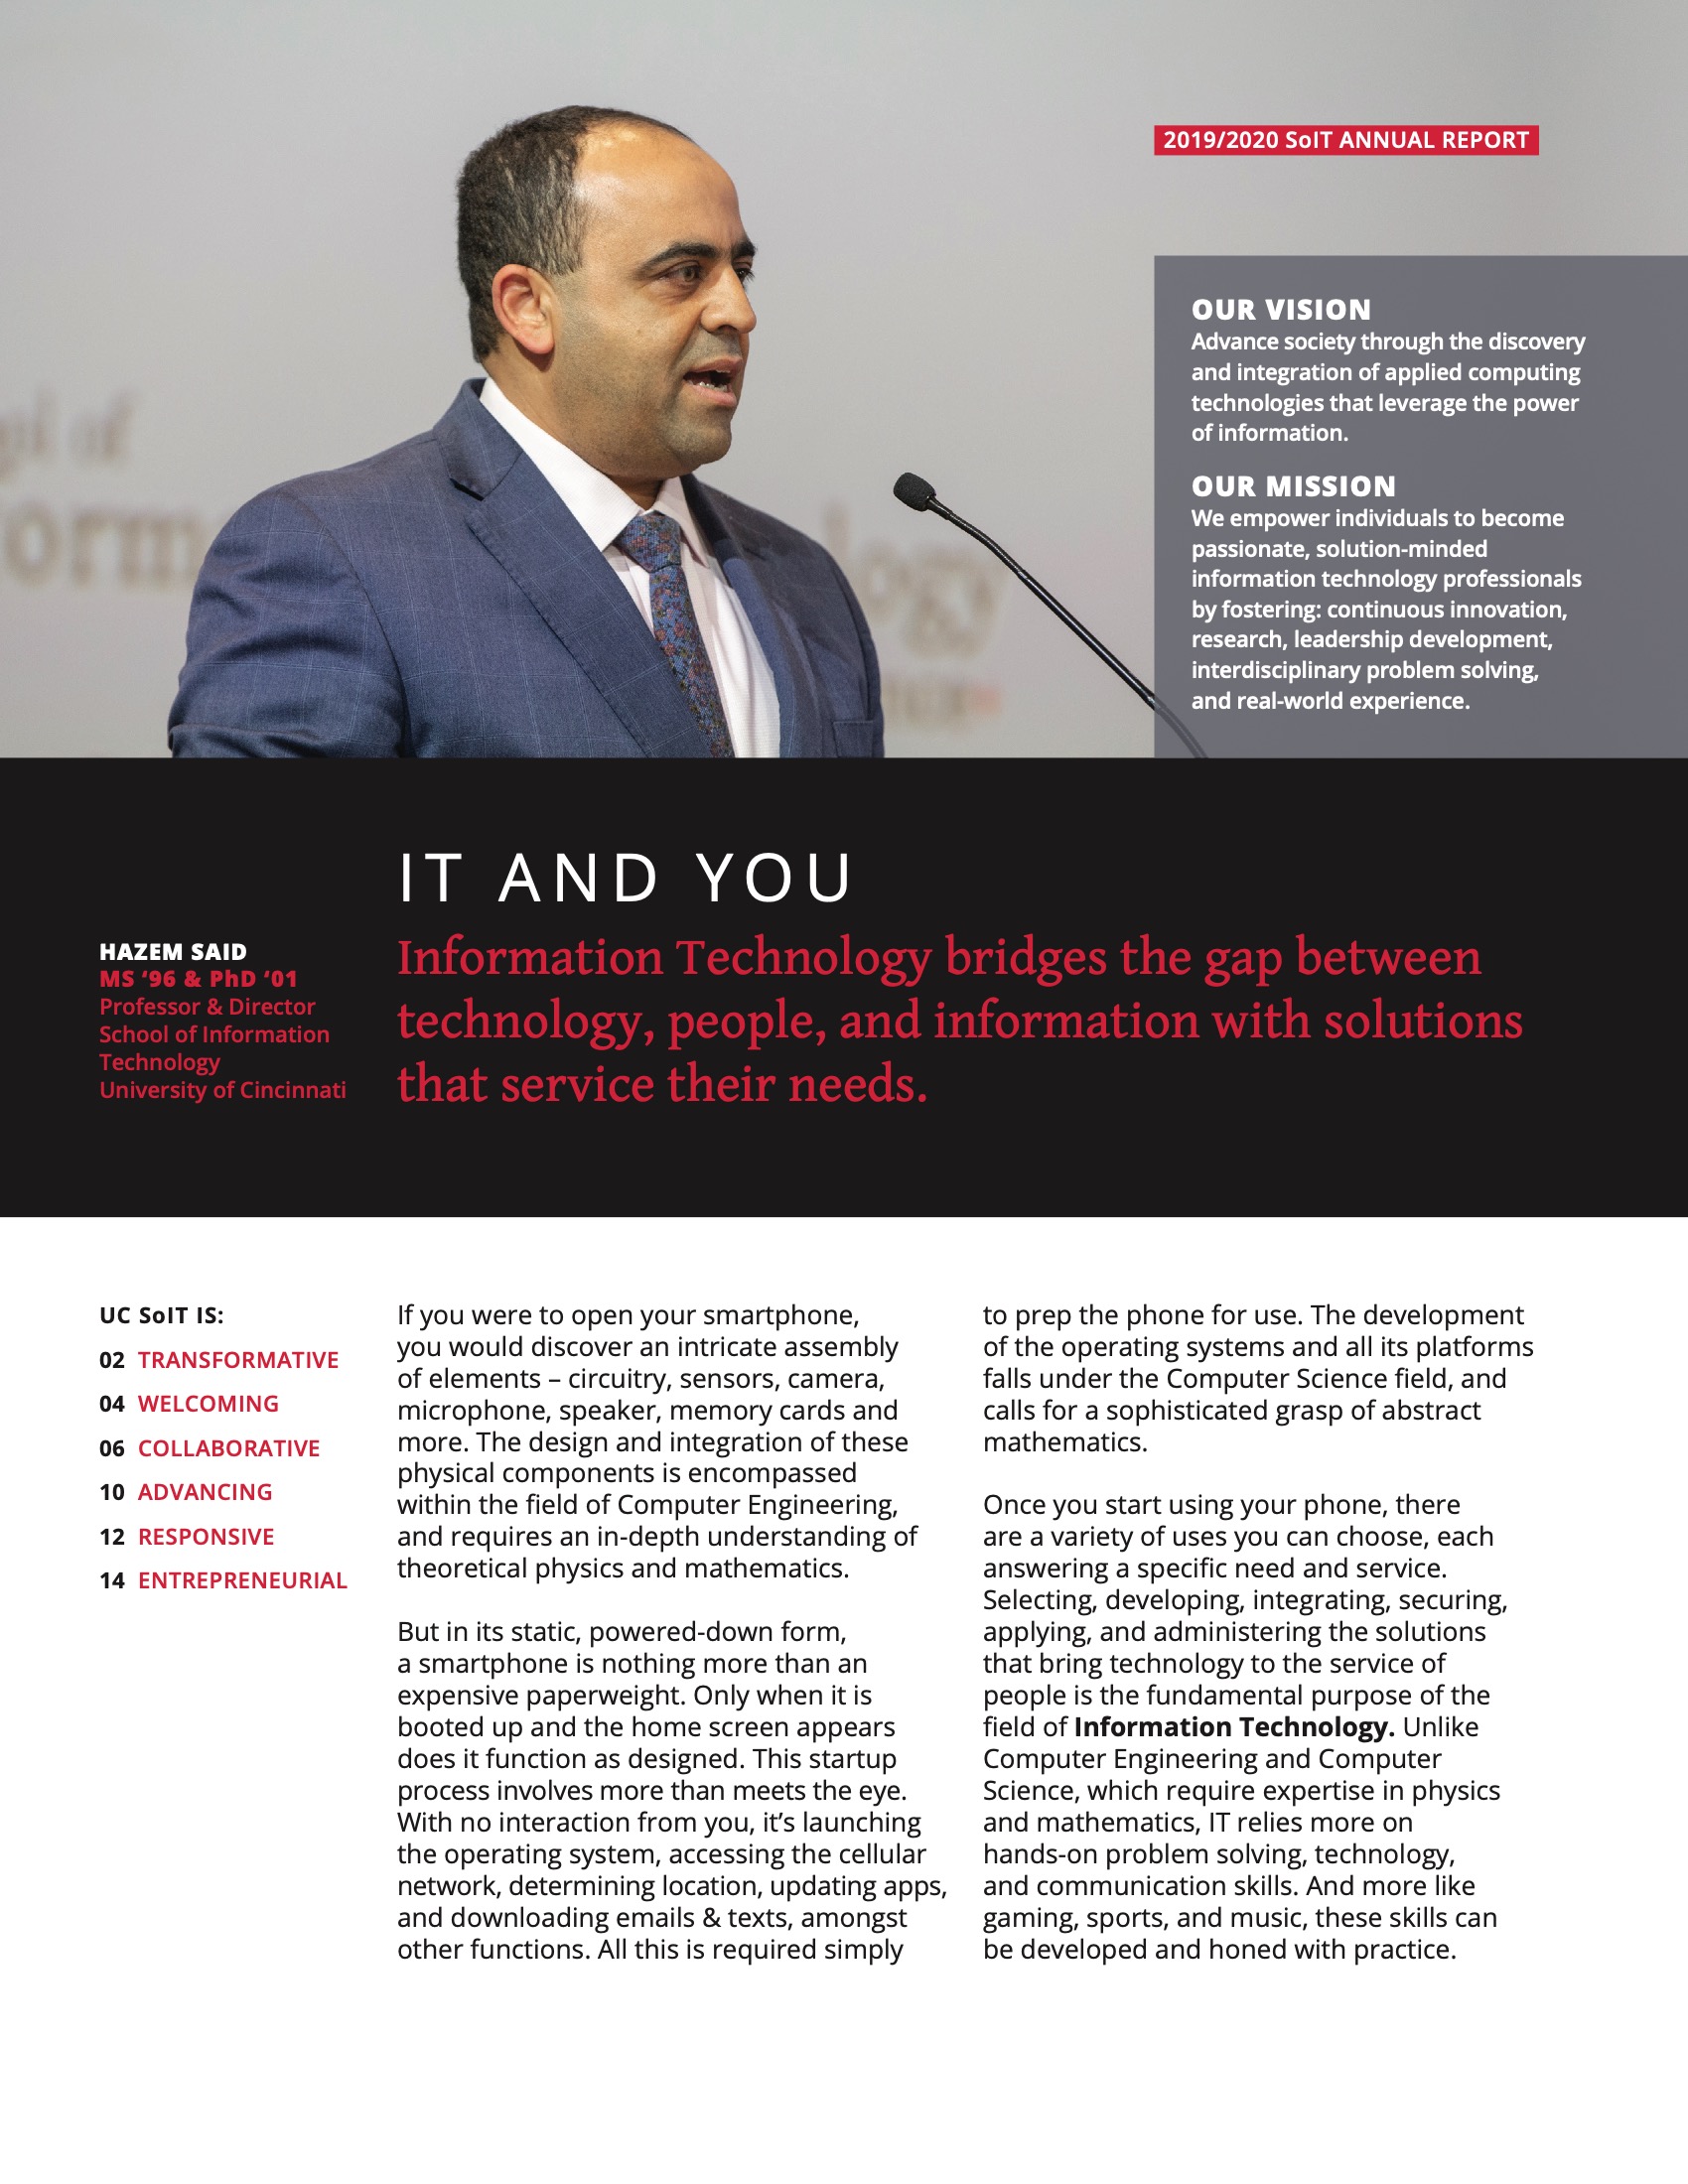 2019/2020 SoIT ANNUAL REPORT
OUR VISION
Advance society through the discovery
and integration of applied computing
technologies that leverage the power
of information.
OUR MISSION
We empower individuals to become
passionate, solution-minded
information technology professionals
by fostering: continuous innovation,
research, leadership development,
interdisciplinary problem solving,
and real-world experience.
IT AND YOU
Information Technology bridges the gap between
technology, people, and information with solutions
that service their needs.
HAZEM SAID
MS ‘96 & PhD ‘01
Professor & Director
School of Information
Technology
University of Cincinnati
UC SoIT IS:
02 TRANSFORMATIVE
04 WELCOMING
06 COLLABORATIVE
10 ADVANCING
12 RESPONSIVE
14 ENTREPRENEURIAL
If you were to open your smartphone,
you would discover an intricate assembly
of elements – circuitry, sensors, camera,
microphone, speaker, memory cards and
more. The design and integration of these
physical components is encompassed
within the field of Computer Engineering,
and requires an in-depth understanding of
theoretical physics and mathematics.
But in its static, powered-down form,
a smartphone is nothing more than an
expensive paperweight. Only when it is
booted up and the home screen appears
does it function as designed. This startup
process involves more than meets the eye.
With no interaction from you, it’s launching
the operating system, accessing the cellular
network, determining location, updating apps,
and downloading emails & texts, amongst
other functions. All this is required simply
to prep the phone for use. The development
of the operating systems and all its platforms
falls under the Computer Science field, and
calls for a sophisticated grasp of abstract
mathematics.
Once you start using your phone, there
are a variety of uses you can choose, each
answering a specific need and service.
Selecting, developing, integrating, securing,
applying, and administering the solutions
that bring technology to the service of
people is the fundamental purpose of the
field of Information Technology. Unlike
Computer Engineering and Computer
Science, which require expertise in physics
and mathematics, IT relies more on
hands-on problem solving, technology,
and communication skills. And more like
gaming, sports, and music, these skills can
be developed and honed with practice.